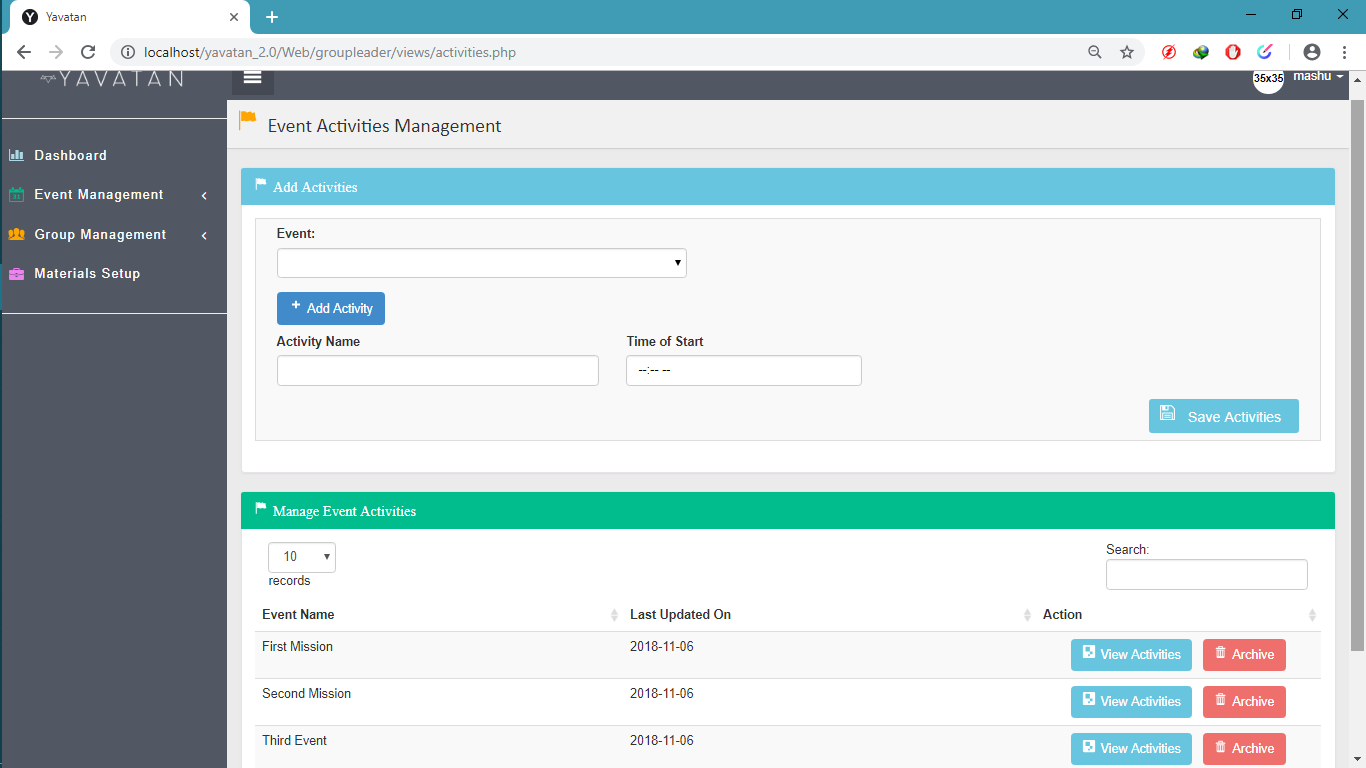 Yavatan
localhost/yavatan_2.0/Web/groupleader/views/activities.php
YAVATAN
35x35
mashu
Event Activities Management
Dashboard
Event Management
Group Management
Materials Setup
Add Activities
Event:
+ Add Activity
Activity Name
Time of Start
--:-- --
Save Activities
Manage Event Activities
10
records
Search:
Event Name
Last Updated On
Action
First Mission
2018-11-06
View Activities
Archive
Second Mission
2018-11-06
View Activities
Archive
Third Event
2018-11-06
View Activities
Archive